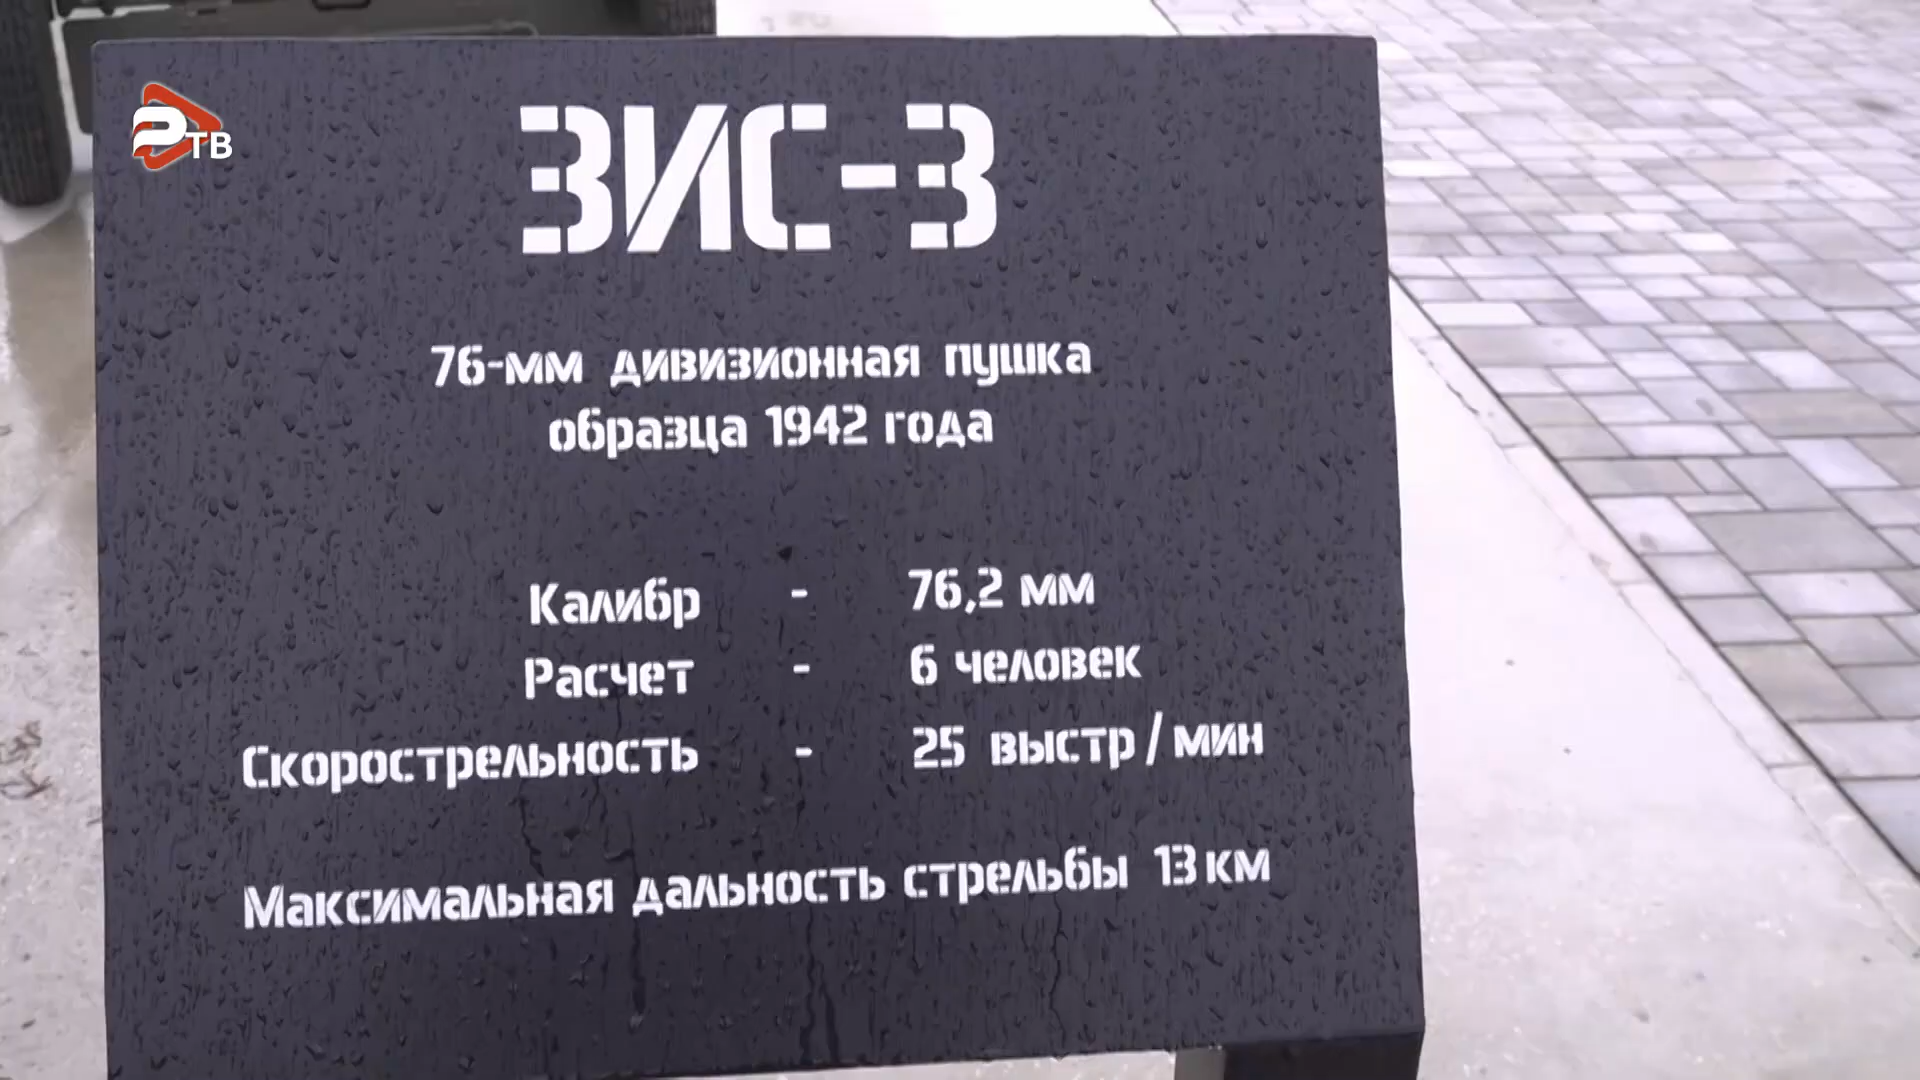 РТВ
ЗИС-3
76-мм дивизионная пушка
образца 1942 года
Калибр - 76,2 мм
Расчет - 6 человек
Скорострельность - 25 выстр/мин
Максимальная дальность стрельбы 13 км